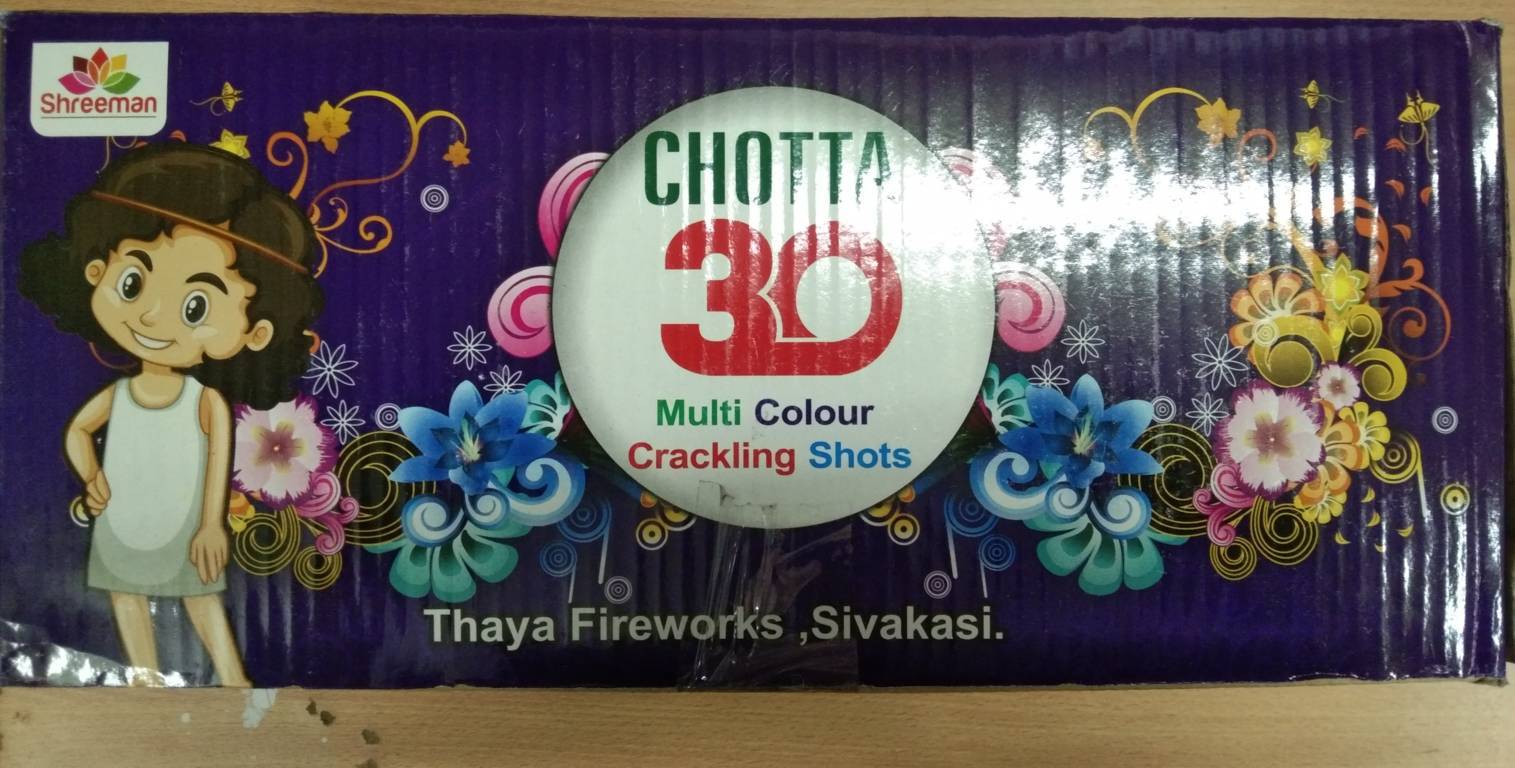 Shreeman
CHOTTA
30
Multi Colour
Crackling Shots
Thaya Fireworks ,Sivakasi.